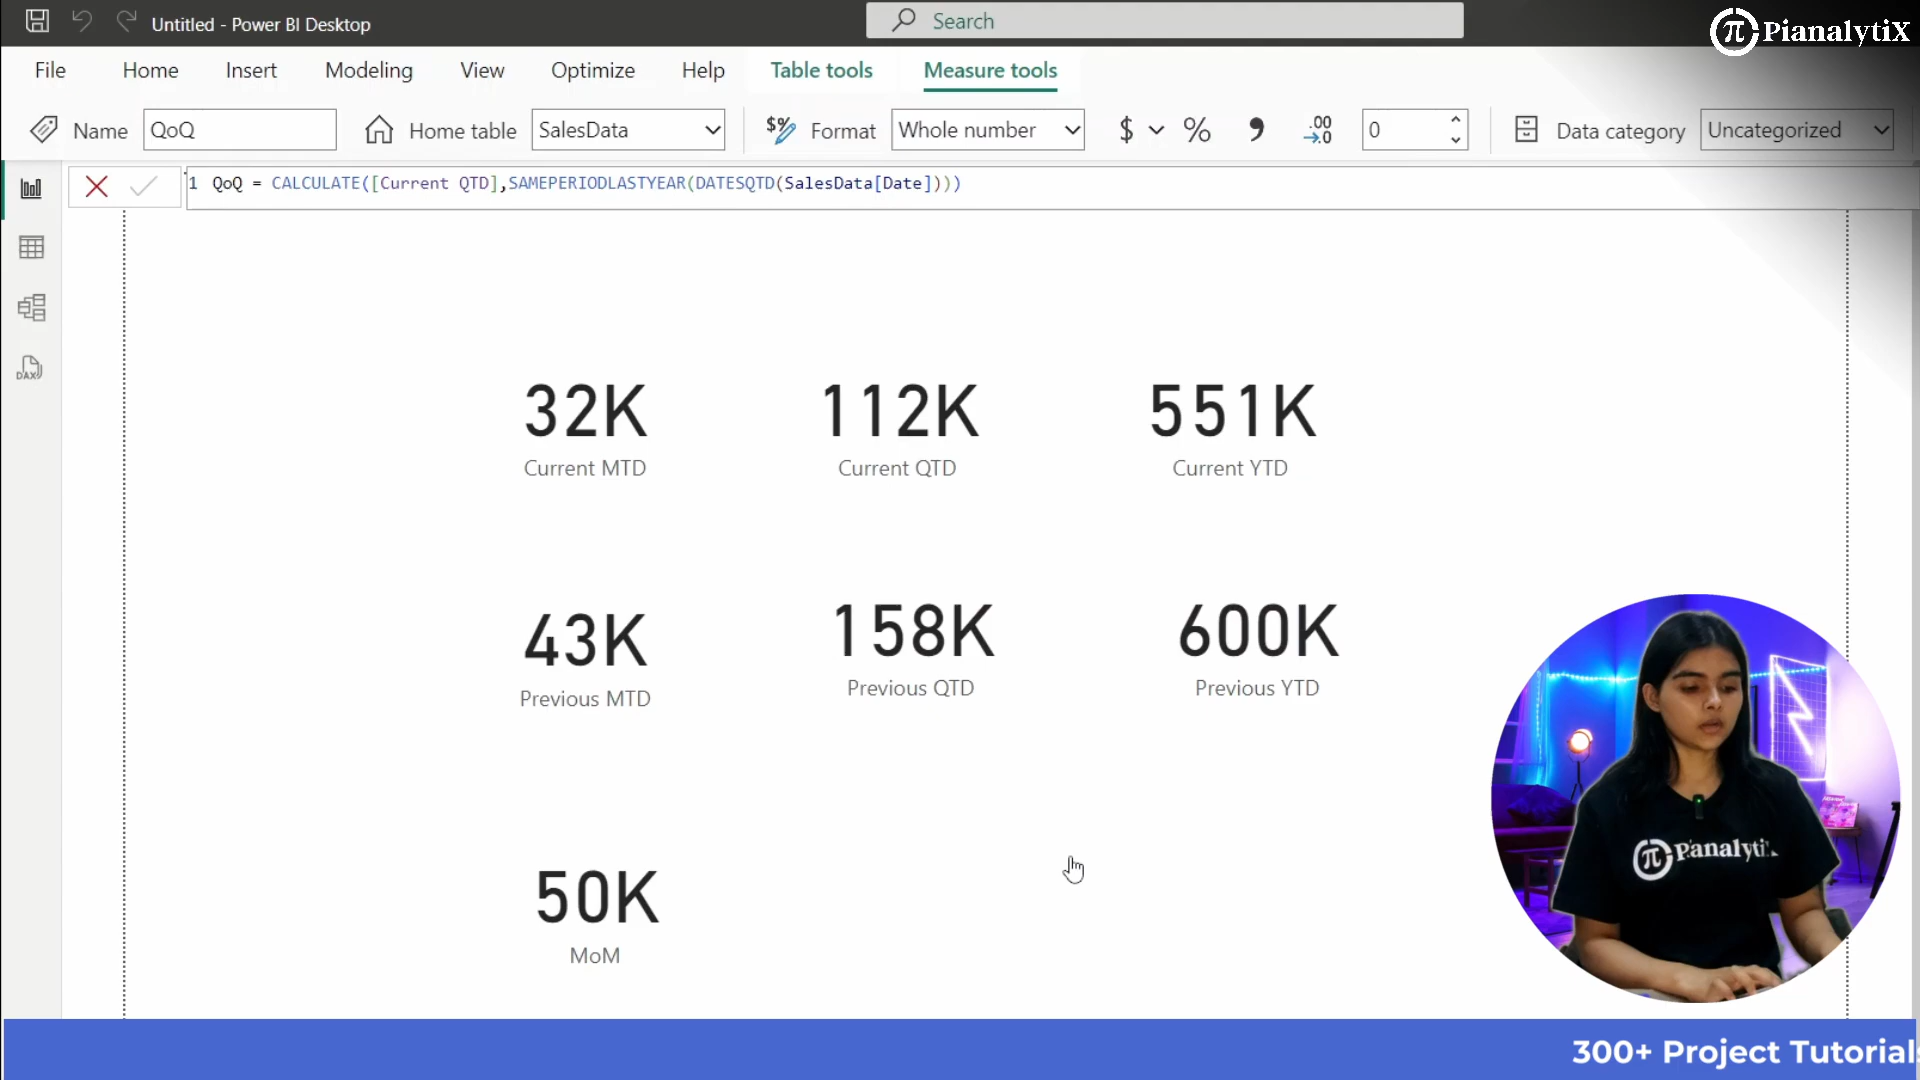 Untitled - Power BI Desktop
Search
PianalytiX
File Home Insert Modeling View Optimize Help Table tools Measure tools
Name QoQ Home table SalesData Format Whole number $ % 0 Data category Uncategorized
1 QoQ = CALCULATE([Current QTD],SAMEPERIODLASTYEAR(DATESQTD(SalesData[Date])))
DAX
32K 112K 551K
Current MTD Current QTD Current YTD
43K 158K 600K
Previous MTD Previous QTD Previous YTD
50K
MoM
300+ Project Tutorials